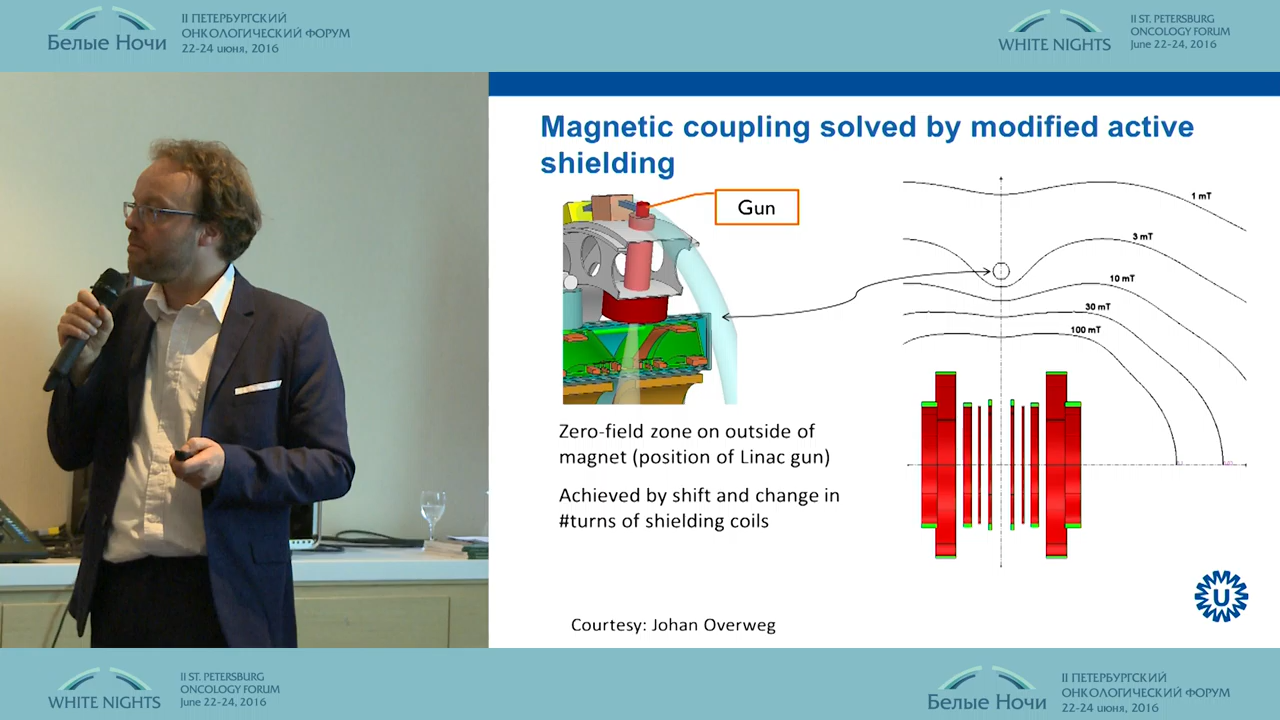 Белые Ночи
II ПЕТЕРБУРГСКИЙ
ОНКОЛОГИЧЕСКИЙ ФОРУМ
22-24 июня, 2016
WHITE NIGHTS
II ST. PETERSBURG
ONCOLOGY FORUM
June 22-24, 2016
Magnetic coupling solved by modified active
shielding
Gun
1 mT
3 mT
10 mT
30 mT
100 mT
Zero-field zone on outside of
magnet (position of Linac gun)
Achieved by shift and change in
#turns of shielding coils
U
Courtesy: Johan Overweg
WHITE NIGHTS
II ST. PETERSBURG
ONCOLOGY FORUM
June 22-24, 2016
Белые Ночи
II ПЕТЕРБУРГСКИЙ
ОНКОЛОГИЧЕСКИЙ ФОРУМ
22-24 июня, 2016